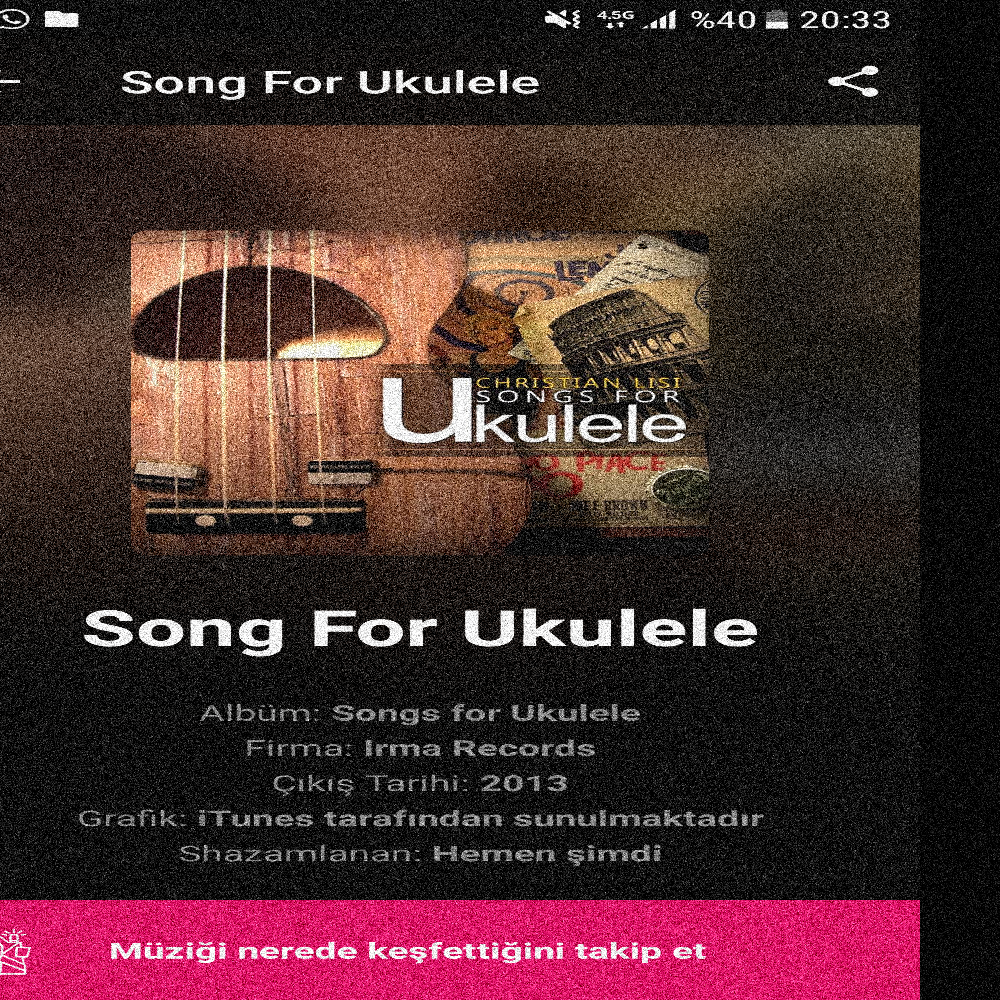 4.5G %40 20:33
Song For Ukulele
LEN
CHRISTIAN LISI
SONGS FOR
Ukulele
Song For Ukulele
Albüm: Songs for Ukulele
Firma: Irma Records
Çıkış Tarihi: 2013
Grafik: iTunes tarafından sunulmaktadır
Shazamlanan: Hemen şimdi
Müziği nerede keşfettiğini takip et